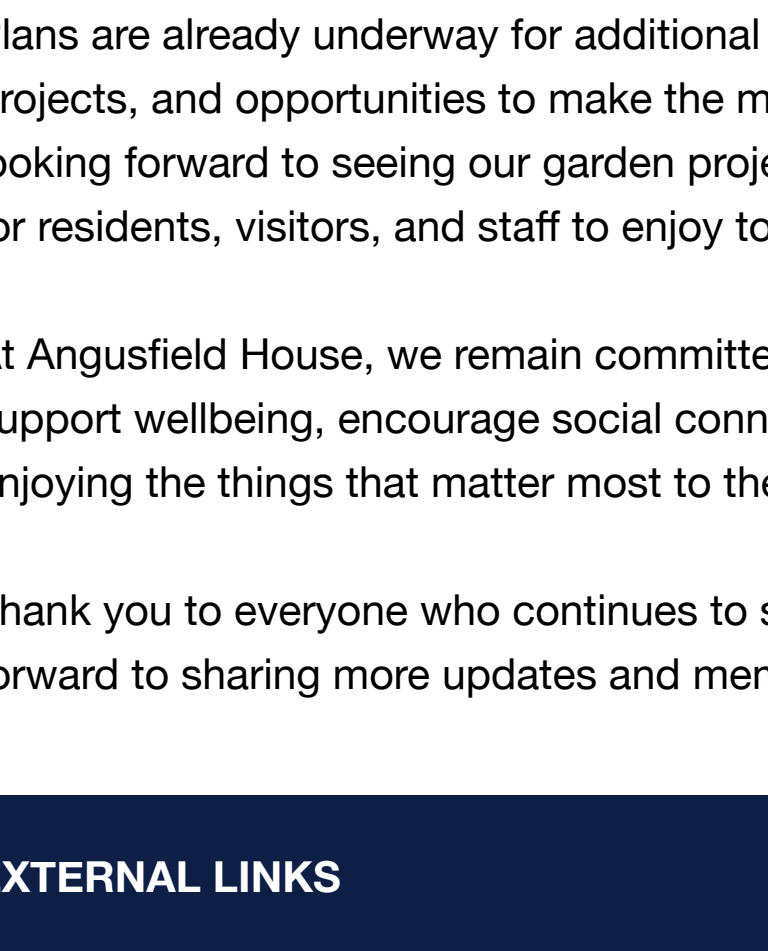 lans are already underway for additional
rojects, and opportunities to make the m
ooking forward to seeing our garden proje
or residents, visitors, and staff to enjoy to
t Angusfield House, we remain committe
upport wellbeing, encourage social conn
njoying the things that matter most to the
hank you to everyone who continues to s
orward to sharing more updates and mem
EXTERNAL LINKS